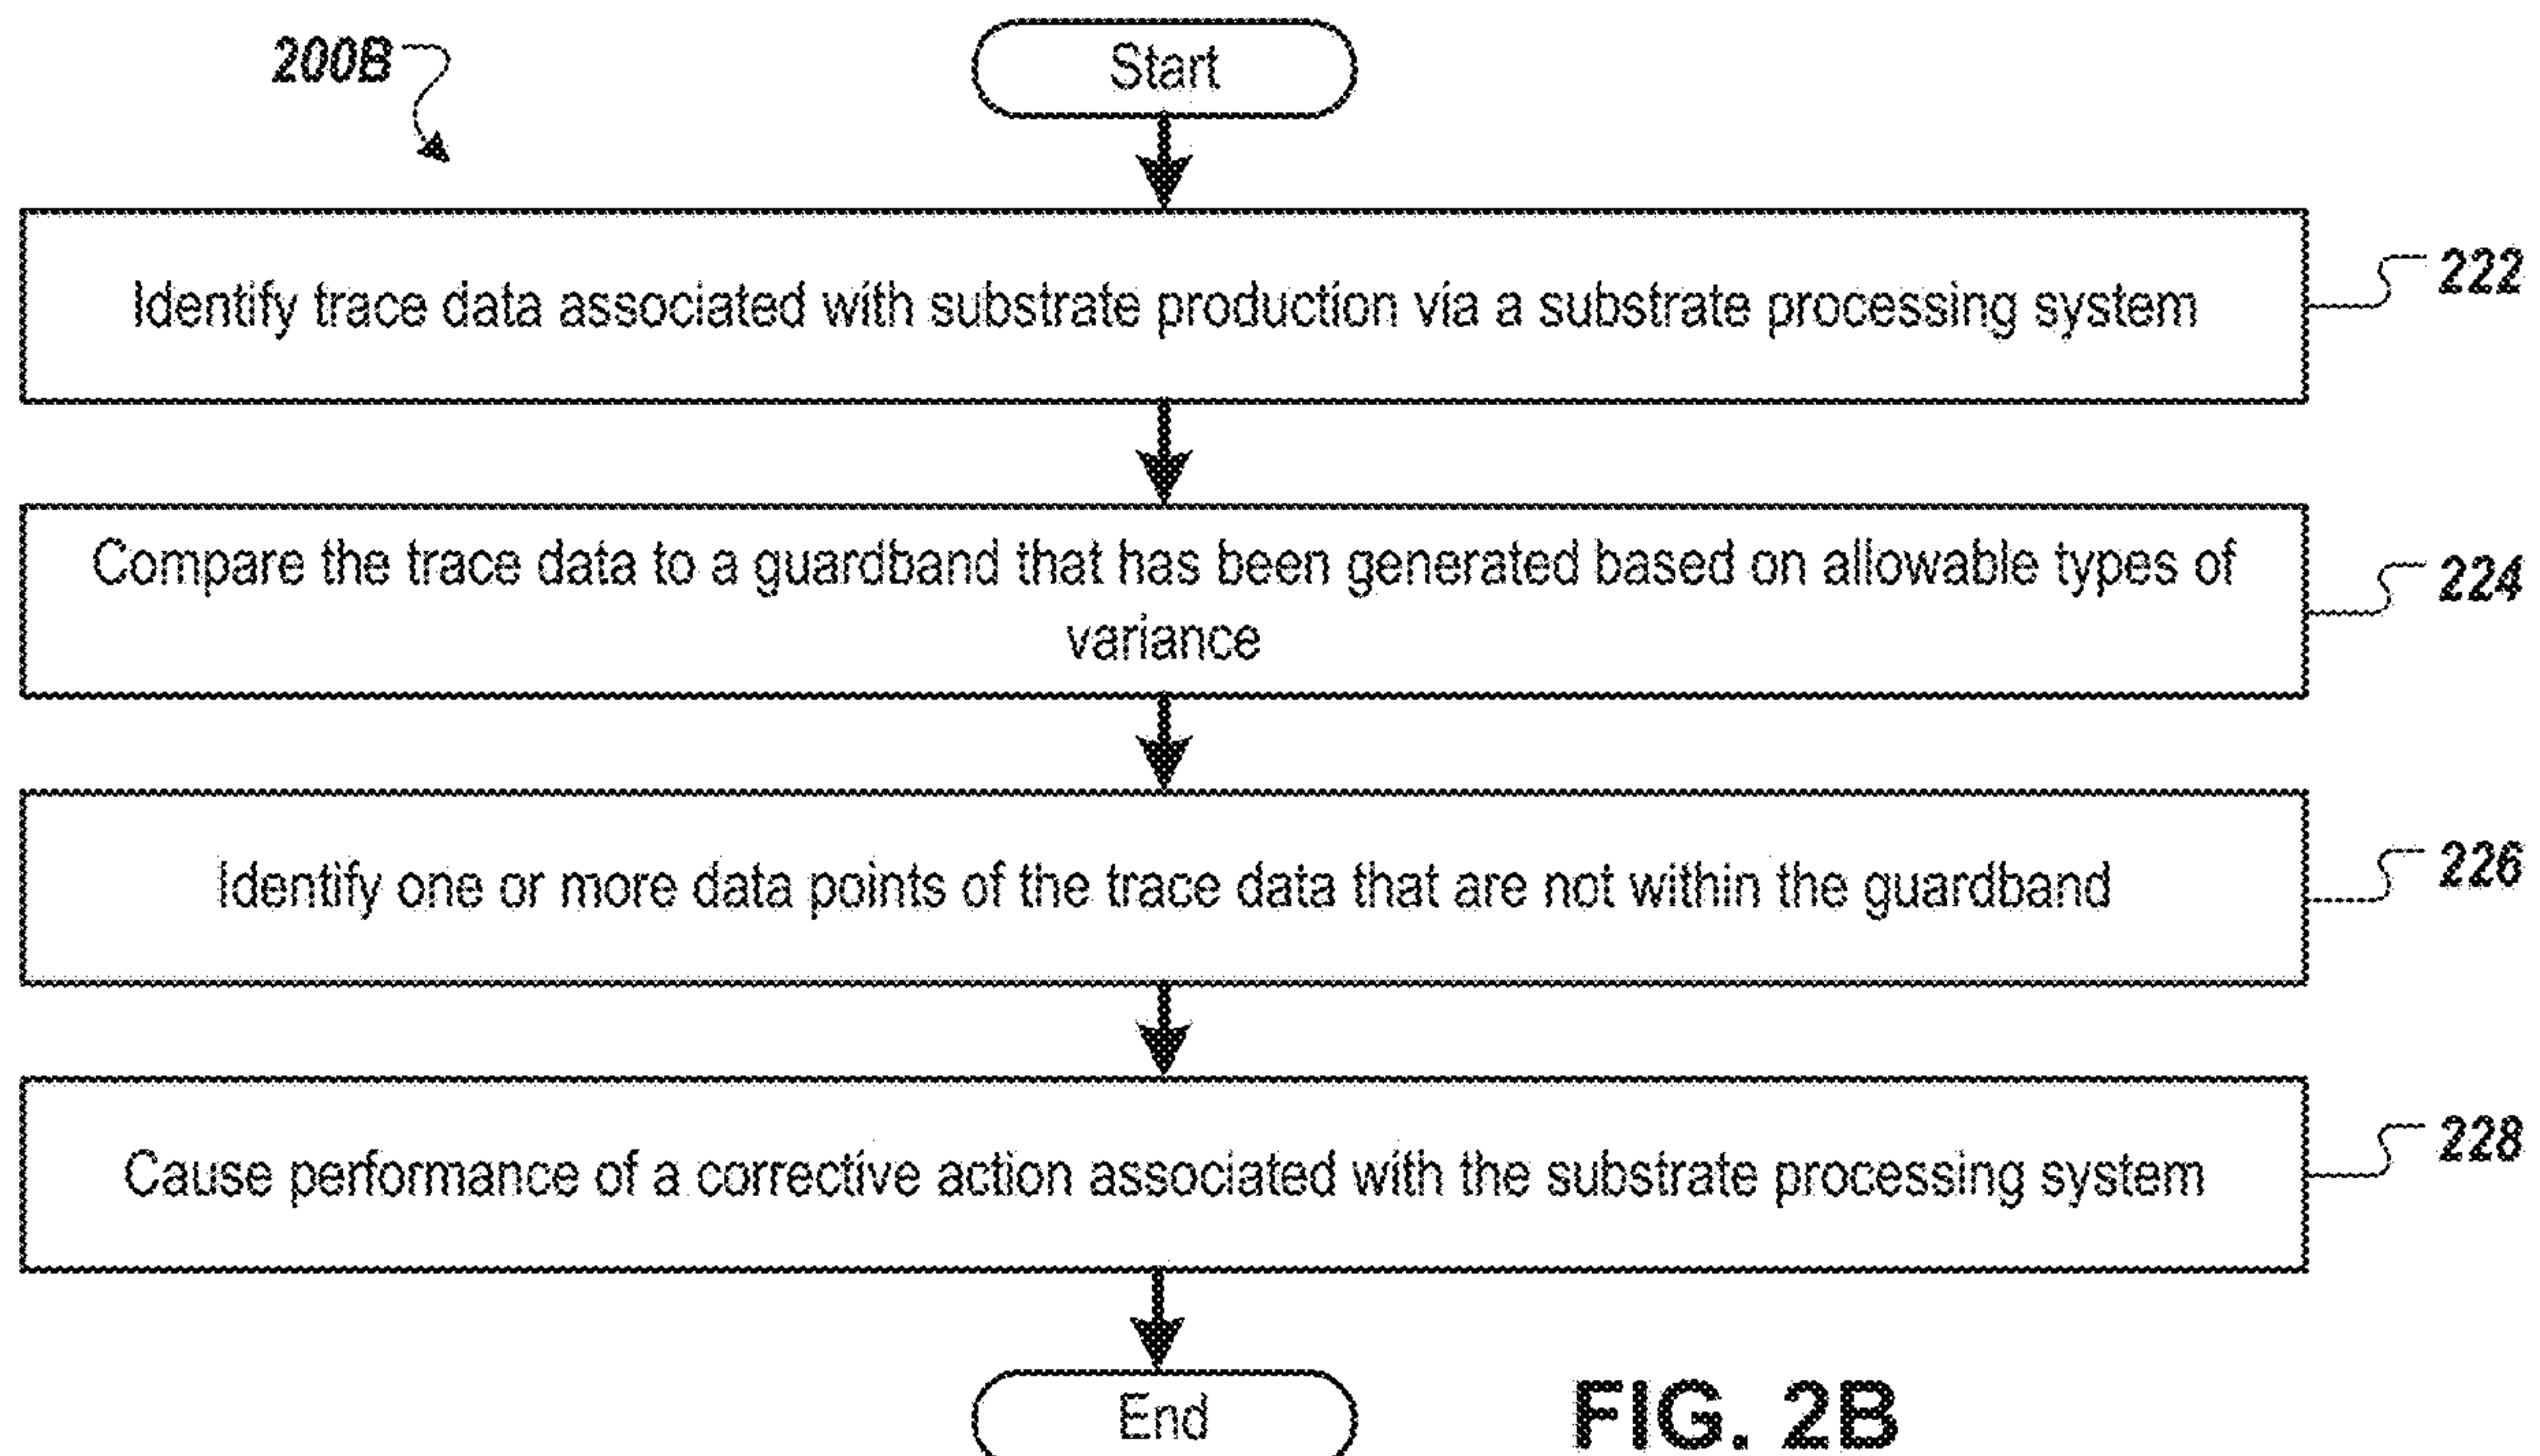 200B
Start
Identify trace data associated with substrate production via a substrate processing system
222
Compare the trace data to a guardband that has been generated based on allowable types of
variance
224
Identify one or more data points of the trace data that are not within the guardband
226
Cause performance of a corrective action associated with the substrate processing system
228
End
FIG. 2B